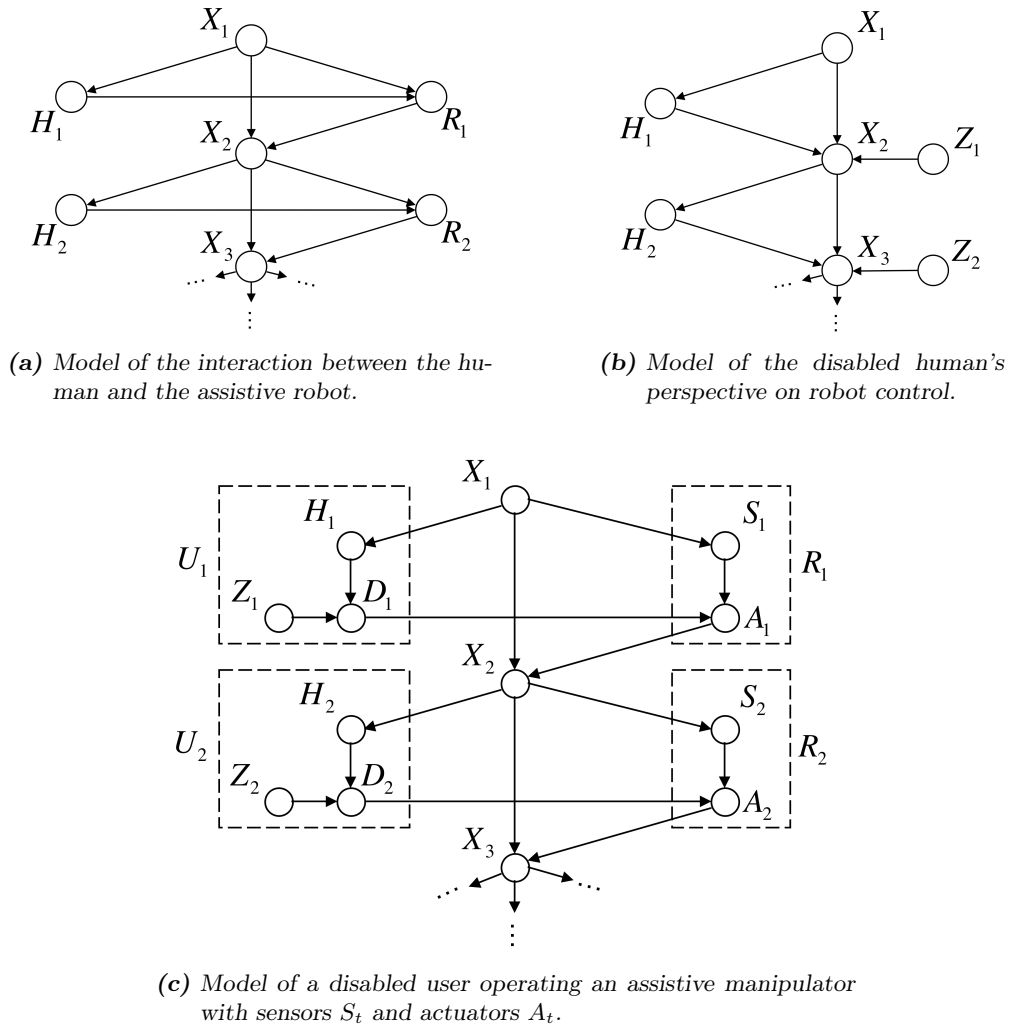 X₁
H₁
R₁
X₂
H₂
R₂
X₃
...
...
...
(a) Model of the interaction between the hu-
man and the assistive robot.
X₁
H₁
X₂
Z₁
H₂
X₃
Z₂
...
...
(b) Model of the disabled human's
perspective on robot control.
X₁
H₁
S₁
U₁
R₁
Z₁
D₁
A₁
X₂
H₂
S₂
U₂
R₂
Z₂
D₂
A₂
X₃
...
...
...
(c) Model of a disabled user operating an assistive manipulator
with sensors Sₜ and actuators Aₜ.